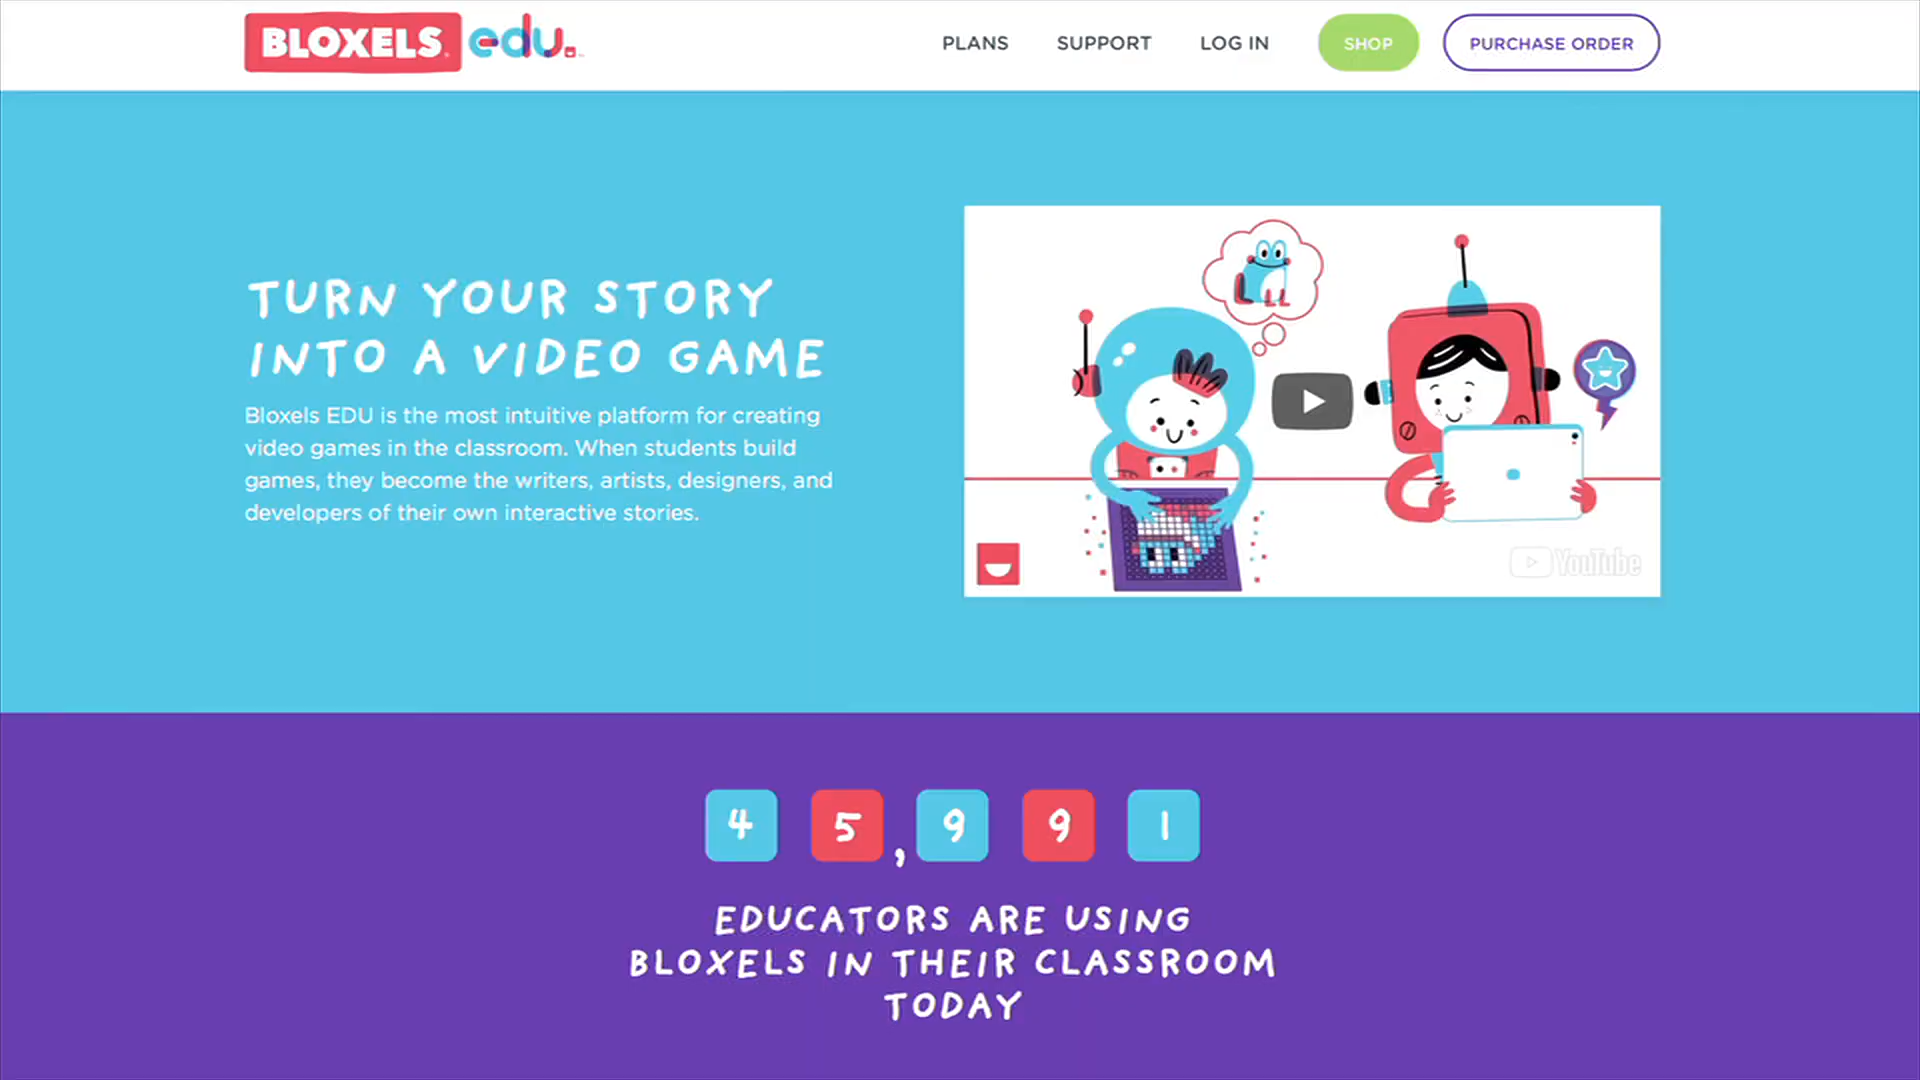 BLOXELS edu.
PLANS SUPPORT LOG IN SHOP PURCHASE ORDER
TURN YOUR STORY
INTO A VIDEO GAME
Bloxels EDU is the most intuitive platform for creating
video games in the classroom. When students build
games, they become the writers, artists, designers, and
developers of their own interactive stories.
YouTube
45,991
EDUCATORS ARE USING
BLOXELS IN THEIR CLASSROOM
TODAY